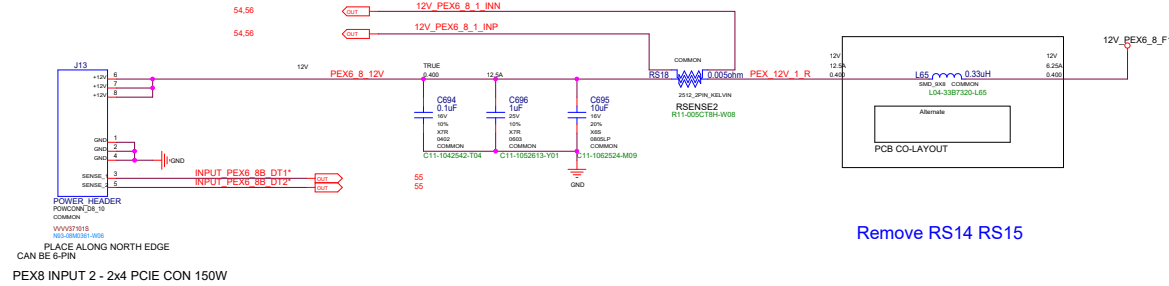 54,56
OUT
12V_PEX6_8_1_INN
54,56
OUT
12V_PEX6_8_1_INP
12V_PEX6_8_F1
J13
+12V
6
+12V
7
+12V
8
12V
PEX6_8_12V
TRUE
0.400
12.5A
COMMON
RS18
0.005ohm
2512_2PIN_KELVIN
RSENSE2
R11-005CT8H-W08
PEX_12V_1_R
12V
12.5A
0.400
L65
0.33uH
SMD_9X8
COMMON
L04-33B7320-L65
12V
6.25A
0.400
Alternate
PCB CO-LAYOUT
C694
0.1uF
16V
10%
X7R
0402
COMMON
C11-1042542-T04
C696
1uF
25V
10%
X7R
0603
COMMON
C11-1052613-Y01
C695
10uF
16V
20%
X6S
0805LP
COMMON
C11-1062524-M09
GND
GND
1
GND
2
GND
4
GND
SENSE_1
3
INPUT_PEX6_8B_DT1*
OUT
55
SENSE_2
5
INPUT_PEX6_8B_DT2*
OUT
55
POWER_HEADER
POWCONN_D8_10
COMMON
N93-08M0361-W06
PLACE ALONG NORTH EDGE
CAN BE 6-PIN
PEX8 INPUT 2 - 2x4 PCIE CON 150W
Remove RS14 RS15